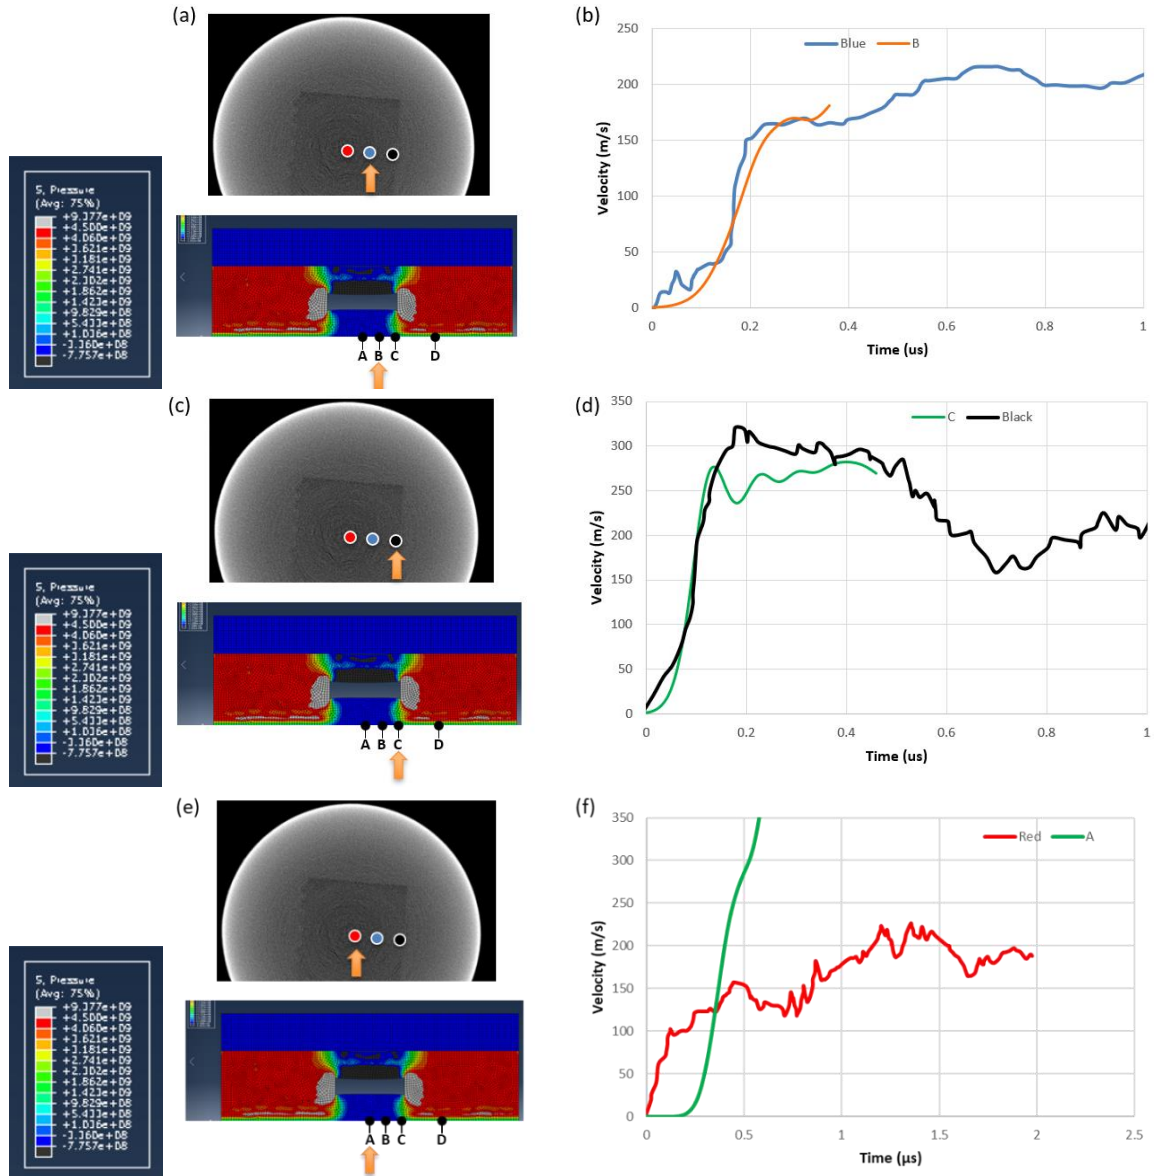 (a)
S, Pressure
(Avg: 75%)
+9.377e+09
+4.500e+09
+4.060e+09
+3.621e+09
+3.181e+09
+2.741e+09
+2.302e+09
+1.862e+09
+1.423e+09
+9.829e+08
+5.433e+08
+1.036e+08
-3.360e+08
-7.757e+08
A B C D
(b)
Blue B
250
200
150
100
50
0
0 0.2 0.4 0.6 0.8 1
Velocity (m/s)
Time (us)
(c)
S, Pressure
(Avg: 75%)
+9.377e+09
+4.500e+09
+4.060e+09
+3.621e+09
+3.181e+09
+2.741e+09
+2.302e+09
+1.862e+09
+1.423e+09
+9.829e+08
+5.433e+08
+1.036e+08
-3.360e+08
-7.757e+08
A B C D
(d)
C Black
350
300
250
200
150
100
50
0
0 0.2 0.4 0.6 0.8 1
Velocity (m/s)
Time (us)
(e)
S, Pressure
(Avg: 75%)
+9.377e+09
+4.500e+09
+4.060e+09
+3.621e+09
+3.181e+09
+2.741e+09
+2.302e+09
+1.862e+09
+1.423e+09
+9.829e+08
+5.433e+08
+1.036e+08
-3.360e+08
-7.757e+08
A B C D
(f)
Red A
350
300
250
200
150
100
50
0
0 0.5 1 1.5 2 2.5
Velocity (m/s)
Time (µs)